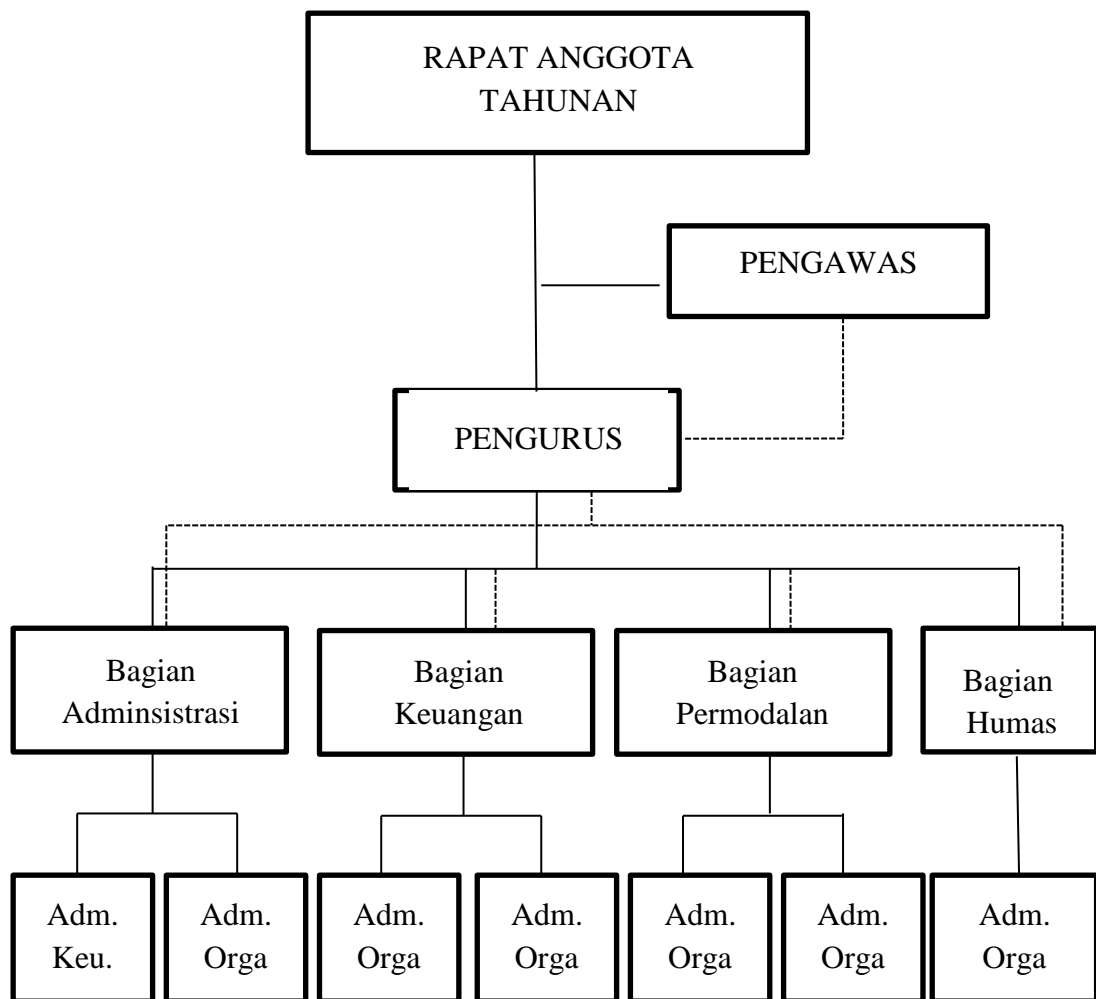 RAPAT ANGGOTA
TAHUNAN
PENGAWAS
PENGURUS
Bagian
Adminsistrasi
Bagian
Keuangan
Bagian
Permodalan
Bagian
Humas
Adm.
Keu.
Adm.
Orga
Adm.
Orga
Adm.
Orga
Adm.
Orga
Adm.
Orga
Adm.
Orga